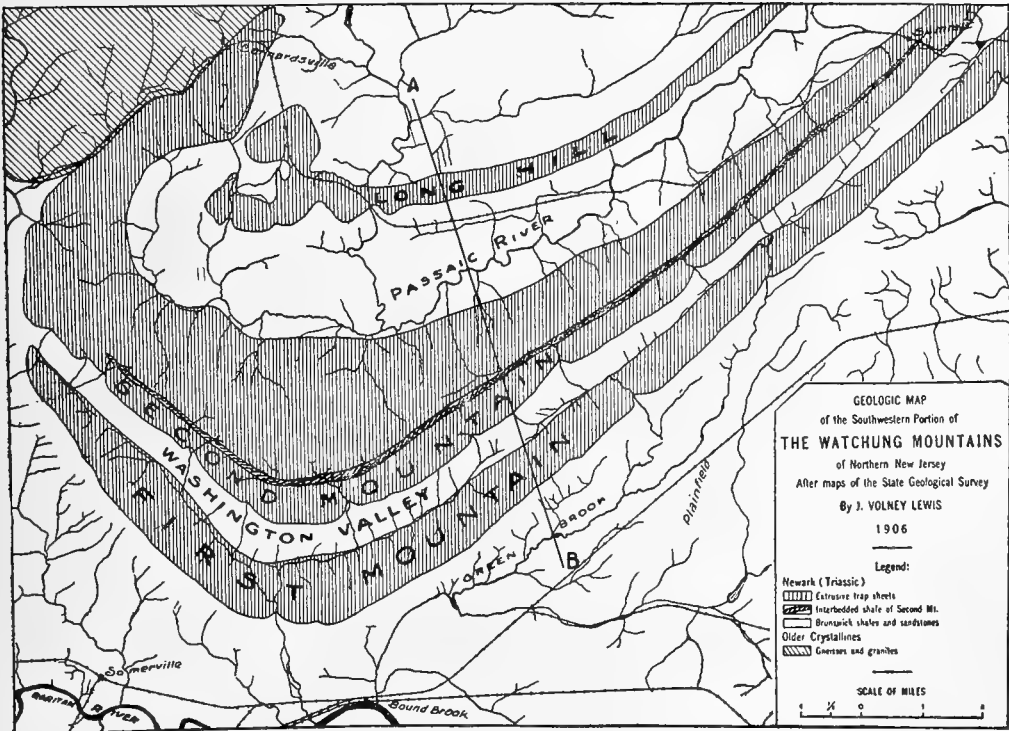 Bernardsville
Summit
A
LONG HILL
PASSAIC RIVER
SECOND MOUNTAIN
WASHINGTON VALLEY
FIRST MOUNTAIN
GREEN BROOK
B
Plainfield
Somerville
RARITAN RIVER
Bound Brook
GEOLOGIC MAP
of the Southwestern Portion of
THE WATCHUNG MOUNTAINS
of Northern New Jersey
After maps of the State Geological Survey
By J. VOLNEY LEWIS
1906
Legend:
Newark (Triassic)
Extrusive trap sheets
Interbedded shale of Second Mt.
Brunswick shales and sandstones
Older Crystallines
Gneisses and granites
SCALE OF MILES